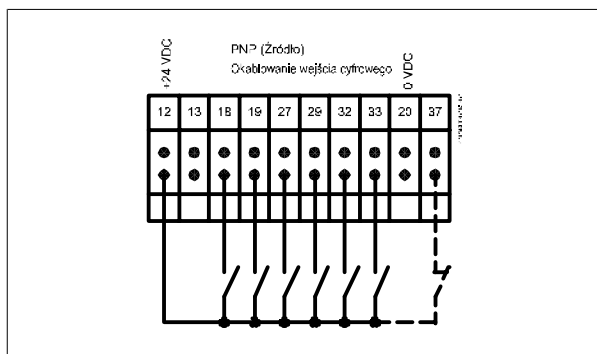 PNP (Źródło)
Okablowanie wejścia cyfrowego
+24 VDC
0 VDC
12 13 18 19 27 29 32 33 20 37